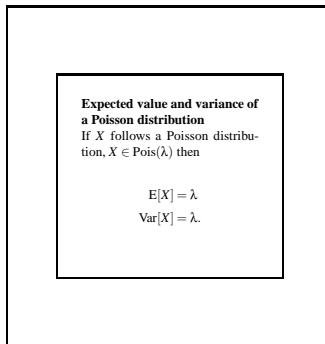 Expected value and variance of
a Poisson distribution
If X follows a Poisson distribu-
tion, X ∈ Pois(λ) then
E[X] = λ
Var[X] = λ.